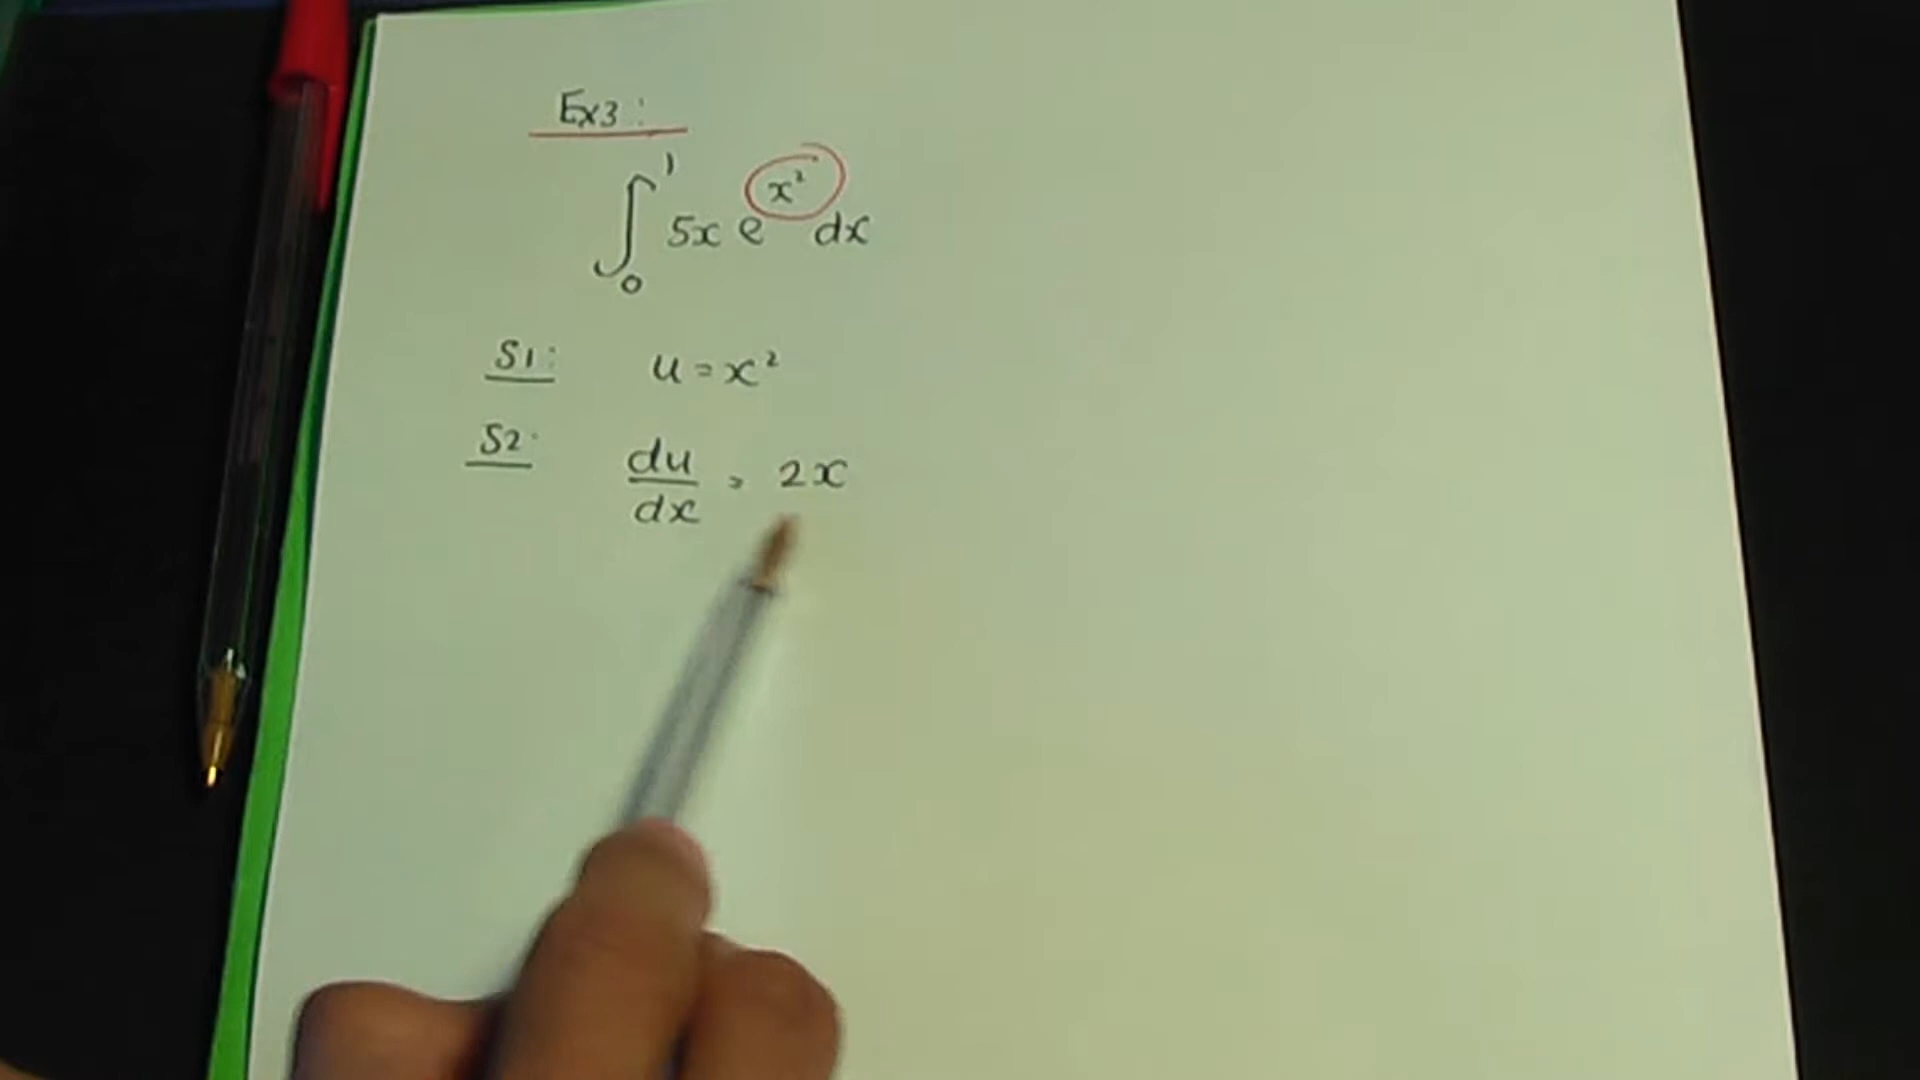 Ex3:
∫₀¹ 5x e^x² dx
S1: u = x²
S2: du/dx = 2x